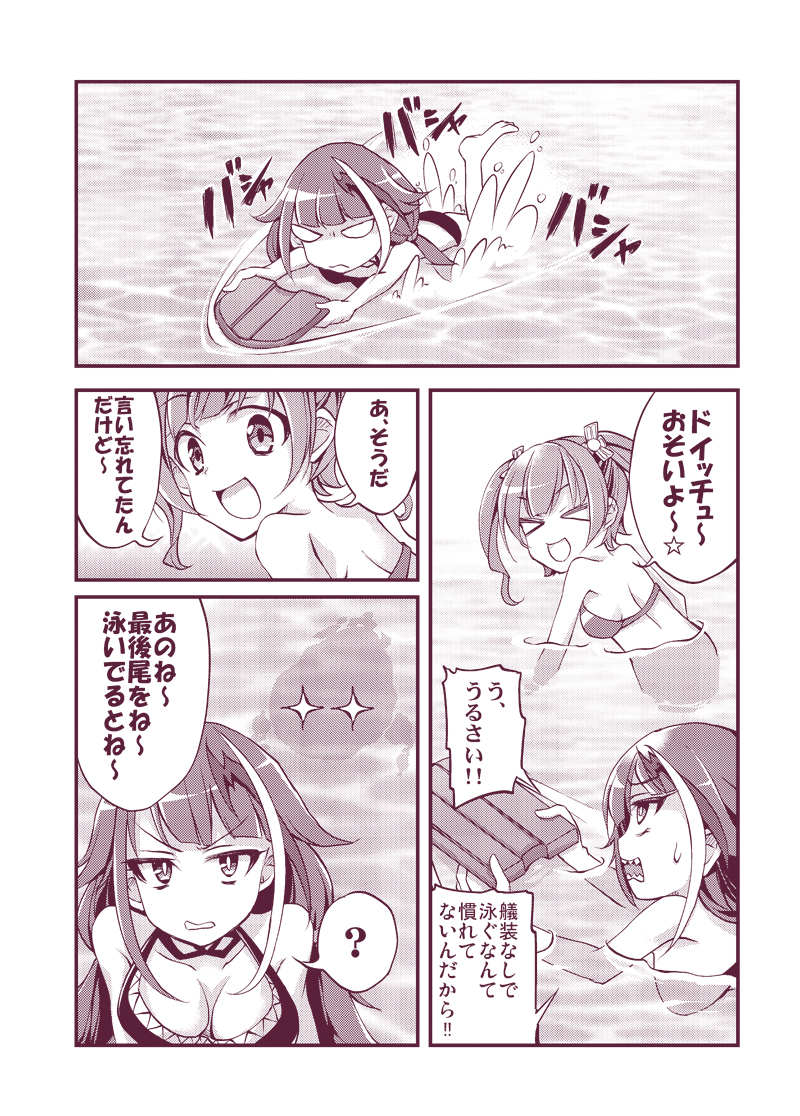 バシャ
バシャ
バシャ
ドイッチュ〜
おそいよ〜☆
う、
うるさい!!
艤装なしで
泳ぐなんて
慣れて
ないんだから!!
あ、そうだ
言い忘れてたん
だけど〜
あのね〜
最後尾をね〜
泳いでるとね〜
?